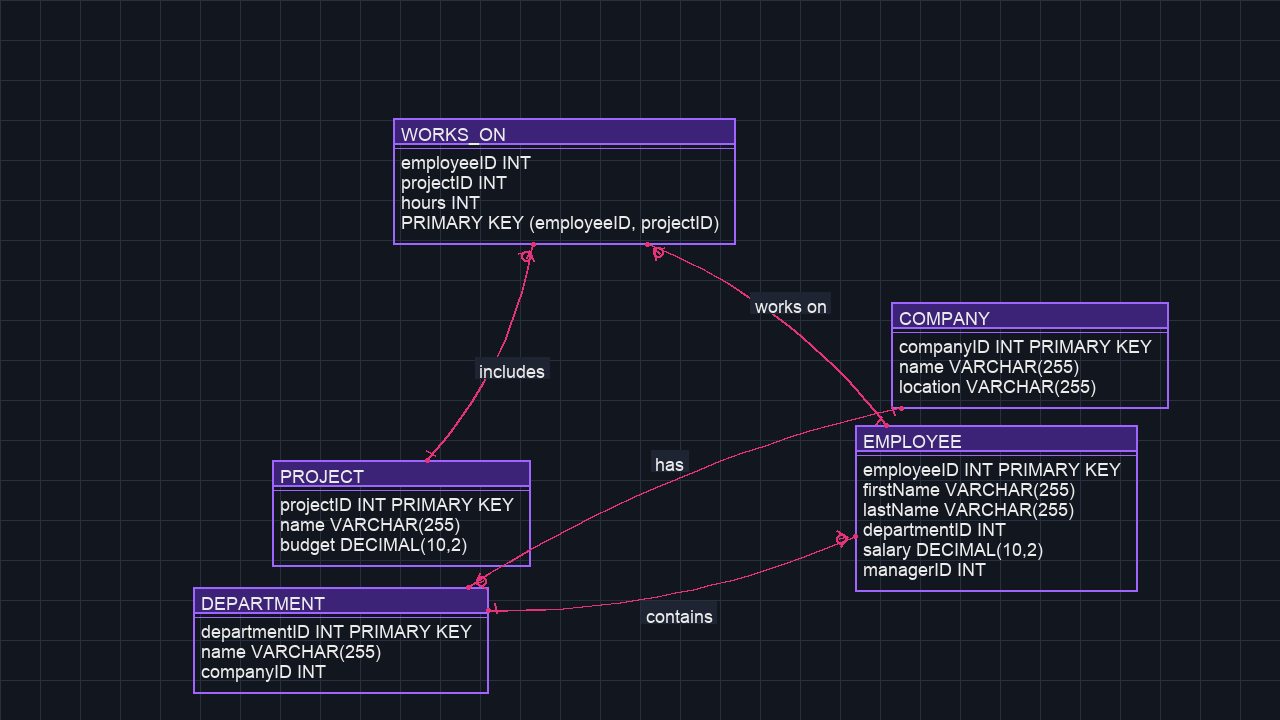 WORKS_ON
employeeID INT
projectID INT
hours INT
PRIMARY KEY (employeeID, projectID)
works on
COMPANY
companyID INT PRIMARY KEY
name VARCHAR(255)
location VARCHAR(255)
includes
has
EMPLOYEE
employeeID INT PRIMARY KEY
firstName VARCHAR(255)
lastName VARCHAR(255)
departmentID INT
salary DECIMAL(10,2)
managerID INT
PROJECT
projectID INT PRIMARY KEY
name VARCHAR(255)
budget DECIMAL(10,2)
contains
DEPARTMENT
departmentID INT PRIMARY KEY
name VARCHAR(255)
companyID INT